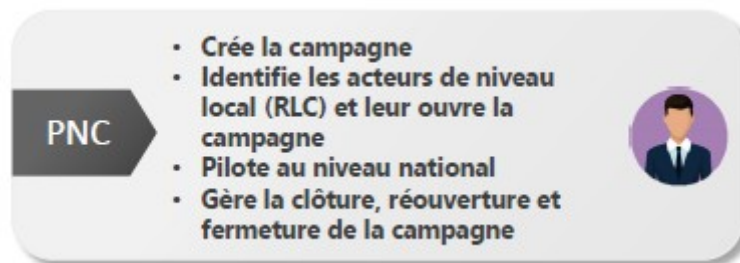 PNC
• Crée la campagne
• Identifie les acteurs de niveau
local (RLC) et leur ouvre la
campagne
• Pilote au niveau national
• Gère la clôture, réouverture et
fermeture de la campagne